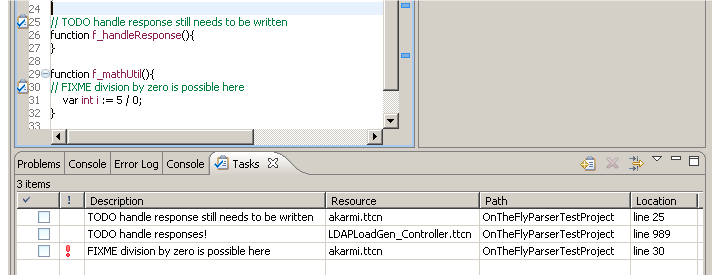 24
25 // TODO handle response still needs to be written
26 function f_handleResponse(){
27 }
28
29 function f_mathUtil(){
30 // FIXME division by zero is possible here
31 var int i := 5 / 0;
32 }
33
Problems Console Error Log Console Tasks
3 items
! Description Resource Path Location
TODO handle response still needs to be written akarmi.ttcn OnTheFlyParserTestProject line 25
TODO handle responses! LDAPLoadGen_Controller.ttcn OnTheFlyParserTestProject line 989
! FIXME division by zero is possible here akarmi.ttcn OnTheFlyParserTestProject line 30